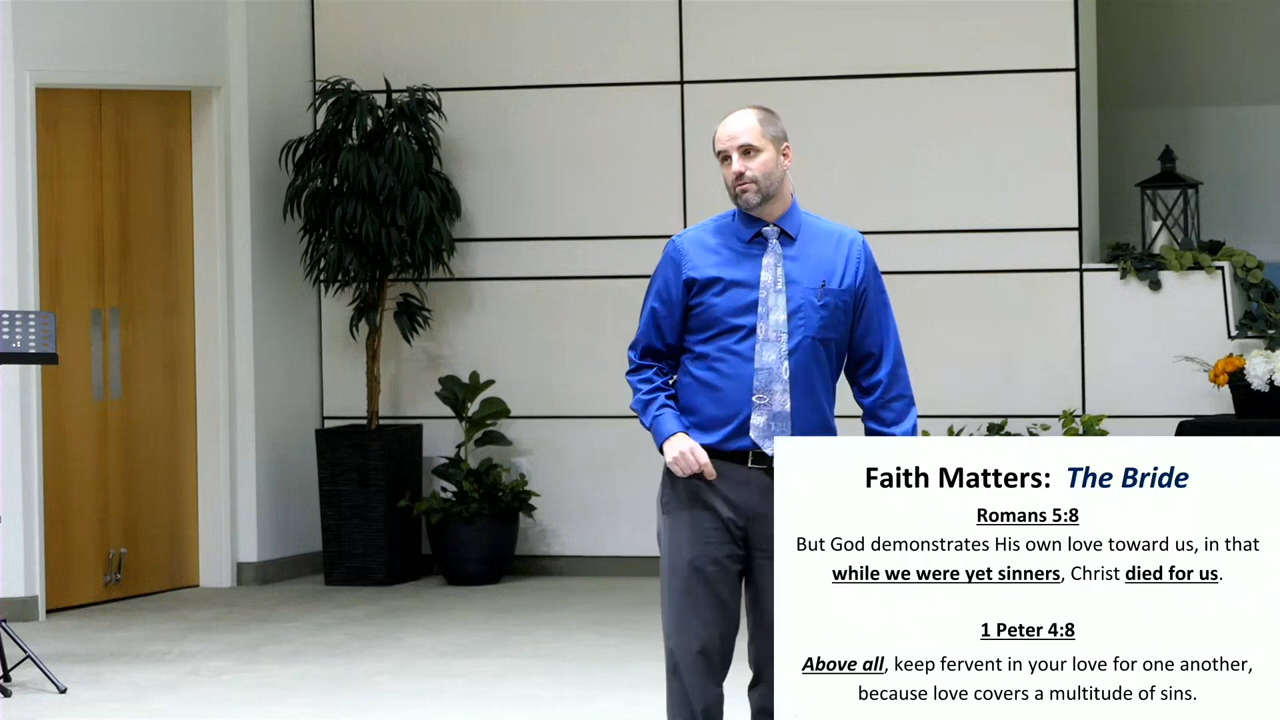 Faith Matters: The Bride
Romans 5:8
But God demonstrates His own love toward us, in that
while we were yet sinners, Christ died for us.
1 Peter 4:8
Above all, keep fervent in your love for one another,
because love covers a multitude of sins.